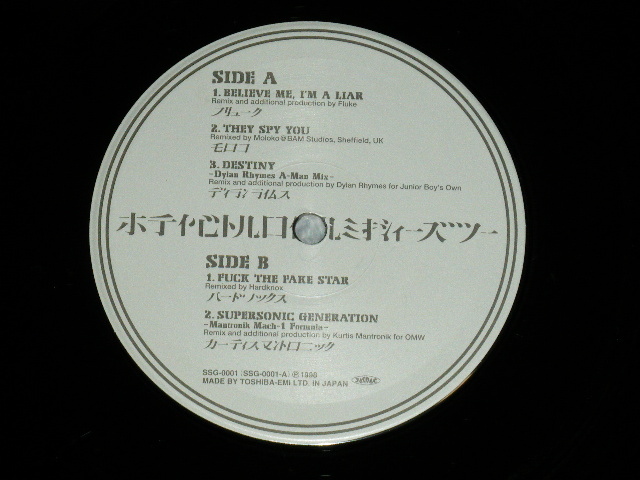 SIDE A
1. BELIEVE ME, I'M A LIAR
Remix and additional production by Fluke
フリューク
2. THEY SPY YOU
Remixed by Moloko@BAM Studios, Sheffield, UK
モロコ
3. DESTINY
~Dylan Rhymes A-Man Mix~
Remix and additional production by Dylan Rhymes for Junior Boy's Own
ディランライムス
SIDE B
1. FUCK THE FAKE STAR
Remixed by Hardknox
ハードノックス
2. SUPERSONIC GENERATION
~Mantronik Mach-1 Formula~
Remix and additional production by Kurtis Mantronik for OMW
カーティスマントロニック
SSG-0001 (SSG-0001-A) Ⓟ 1998
MADE BY TOSHIBA-EMI LTD. IN JAPAN